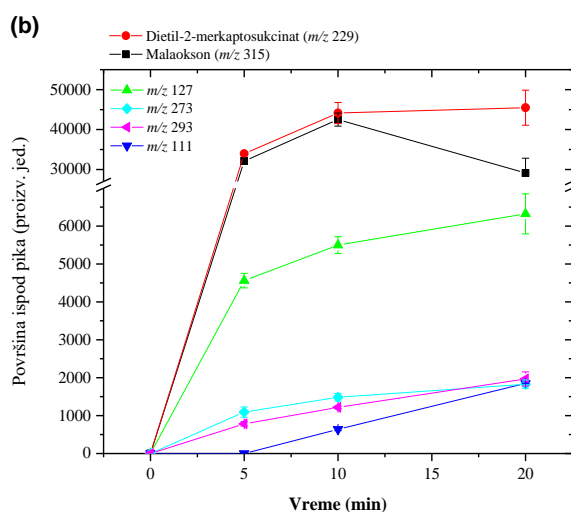 (b)
Dietil-2-merkaptosukcinat (m/z 229)
Malaokson (m/z 315)
m/z 127
m/z 273
m/z 293
m/z 111
Površina ispod pika (proizv. jed.)
50000
40000
30000
6000
5000
4000
3000
2000
1000
0
0 5 10 15 20
Vreme (min)